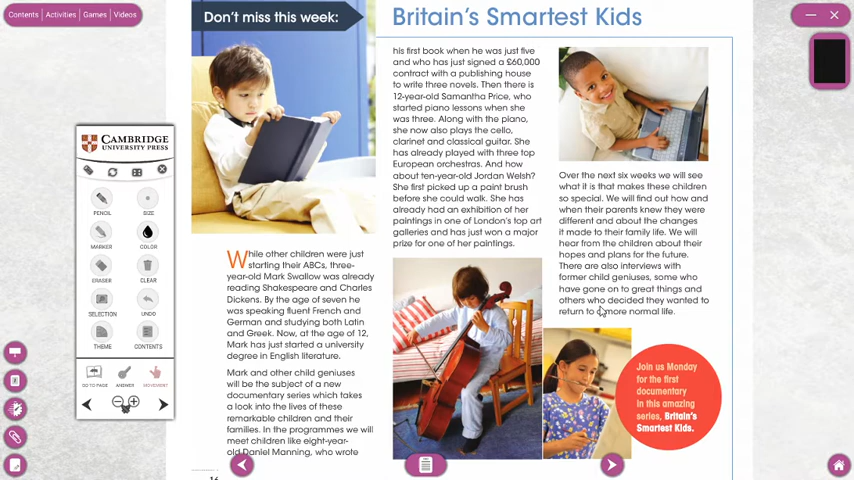 Contents
Activities
Games
Videos
Don't miss this week:
Britain's Smartest Kids
CAMBRIDGE
UNIVERSITY PRESS
PENCIL
SIZE
MARKER
COLOR
ERASER
CLEAR
SELECTION
UNDO
THEME
CONTENTS
GO TO PAGE
ANSWER
MOVEMENT
While other children were just
starting their ABCs, three-
year-old Mark Swallow was already
reading Shakespeare and Charles
Dickens. By the age of seven he
was speaking fluent French and
German and studying both Latin
and Greek. Now, at the age of 12,
Mark has just started a university
degree in English literature.
Mark and other child geniuses
will be the subject of a new
documentary series which takes
a look into the lives of these
remarkable children and their
families. In the programmes we will
meet children like eight-year-
old Daniel Manning, who wrote
his first book when he was just five
and who has just signed a £60,000
contract with a publishing house
to write three novels. Then there is
12-year-old Samantha Price, who
started piano lessons when she
was three. Along with the piano,
she now also plays the cello,
clarinet and classical guitar. She
has already played with three top
European orchestras. And how
about ten-year-old Jordan Welsh?
She first picked up a paint brush
before she could walk. She has
already had an exhibition of her
paintings in one of London's top art
galleries and has just won a major
prize for one of her paintings.
Over the next six weeks we will see
what it is that makes these children
so special. We will find out how and
when their parents knew they were
different and about the changes
it made to their family life. We will
hear from the children about their
hopes and plans for the future.
There are also interviews with
former child geniuses, some who
have gone on to great things and
others who decided they wanted to
return to a more normal life.
Join us Monday
for the first
documentary
in this amazing
series, Britain's
Smartest Kids.